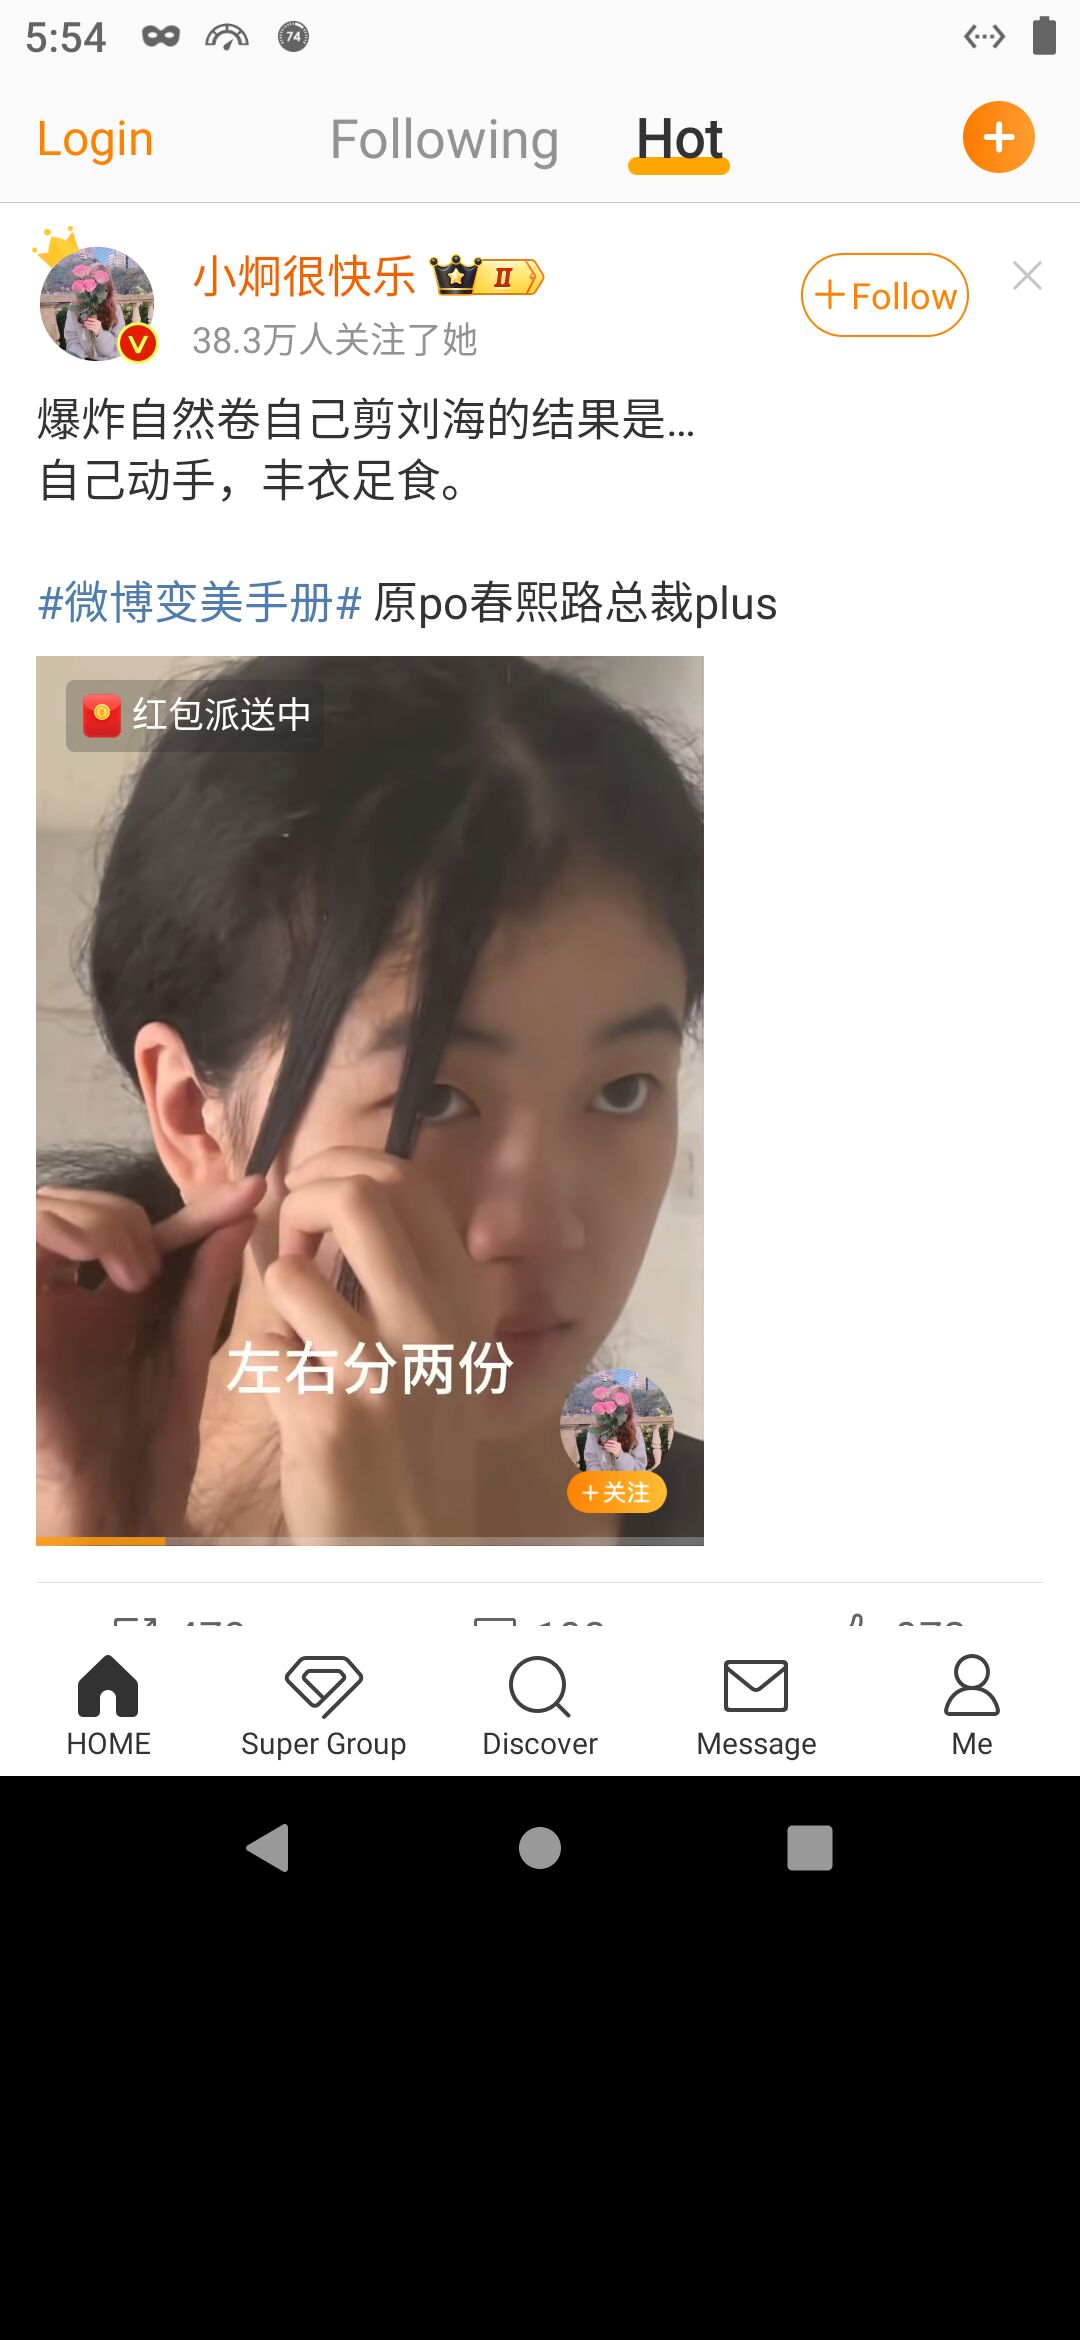 5:54
74
Login
Following
Hot
小炯很快乐
II
38.3万人关注了她
+Follow
爆炸自然卷自己剪刘海的结果是...
自己动手，丰衣足食。
#微博变美手册# 原po春熙路总裁plus
红包派送中
左右分两份
+关注
HOME
Super Group
Discover
Message
Me